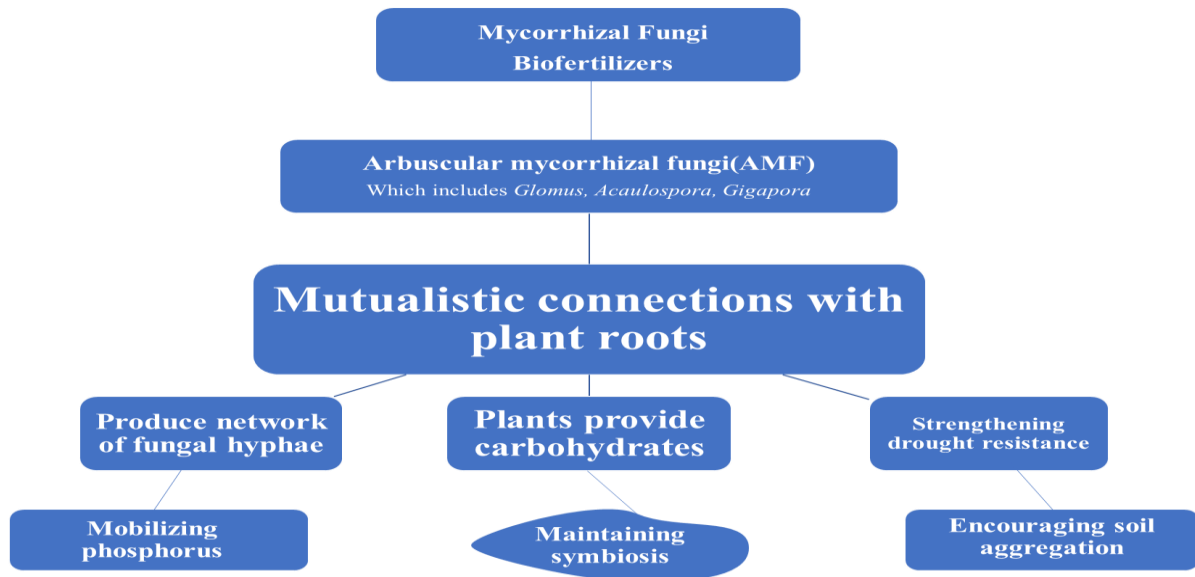 Mycorrhizal Fungi
Biofertilizers
Arbuscular mycorrhizal fungi(AMF)
Which includes Glomus, Acaulospora, Gigapora
Mutualistic connections with
plant roots
Produce network
of fungal hyphae
Plants provide
carbohydrates
Strengthening
drought resistance
Mobilizing
phosphorus
Maintaining
symbiosis
Encouraging soil
aggregation